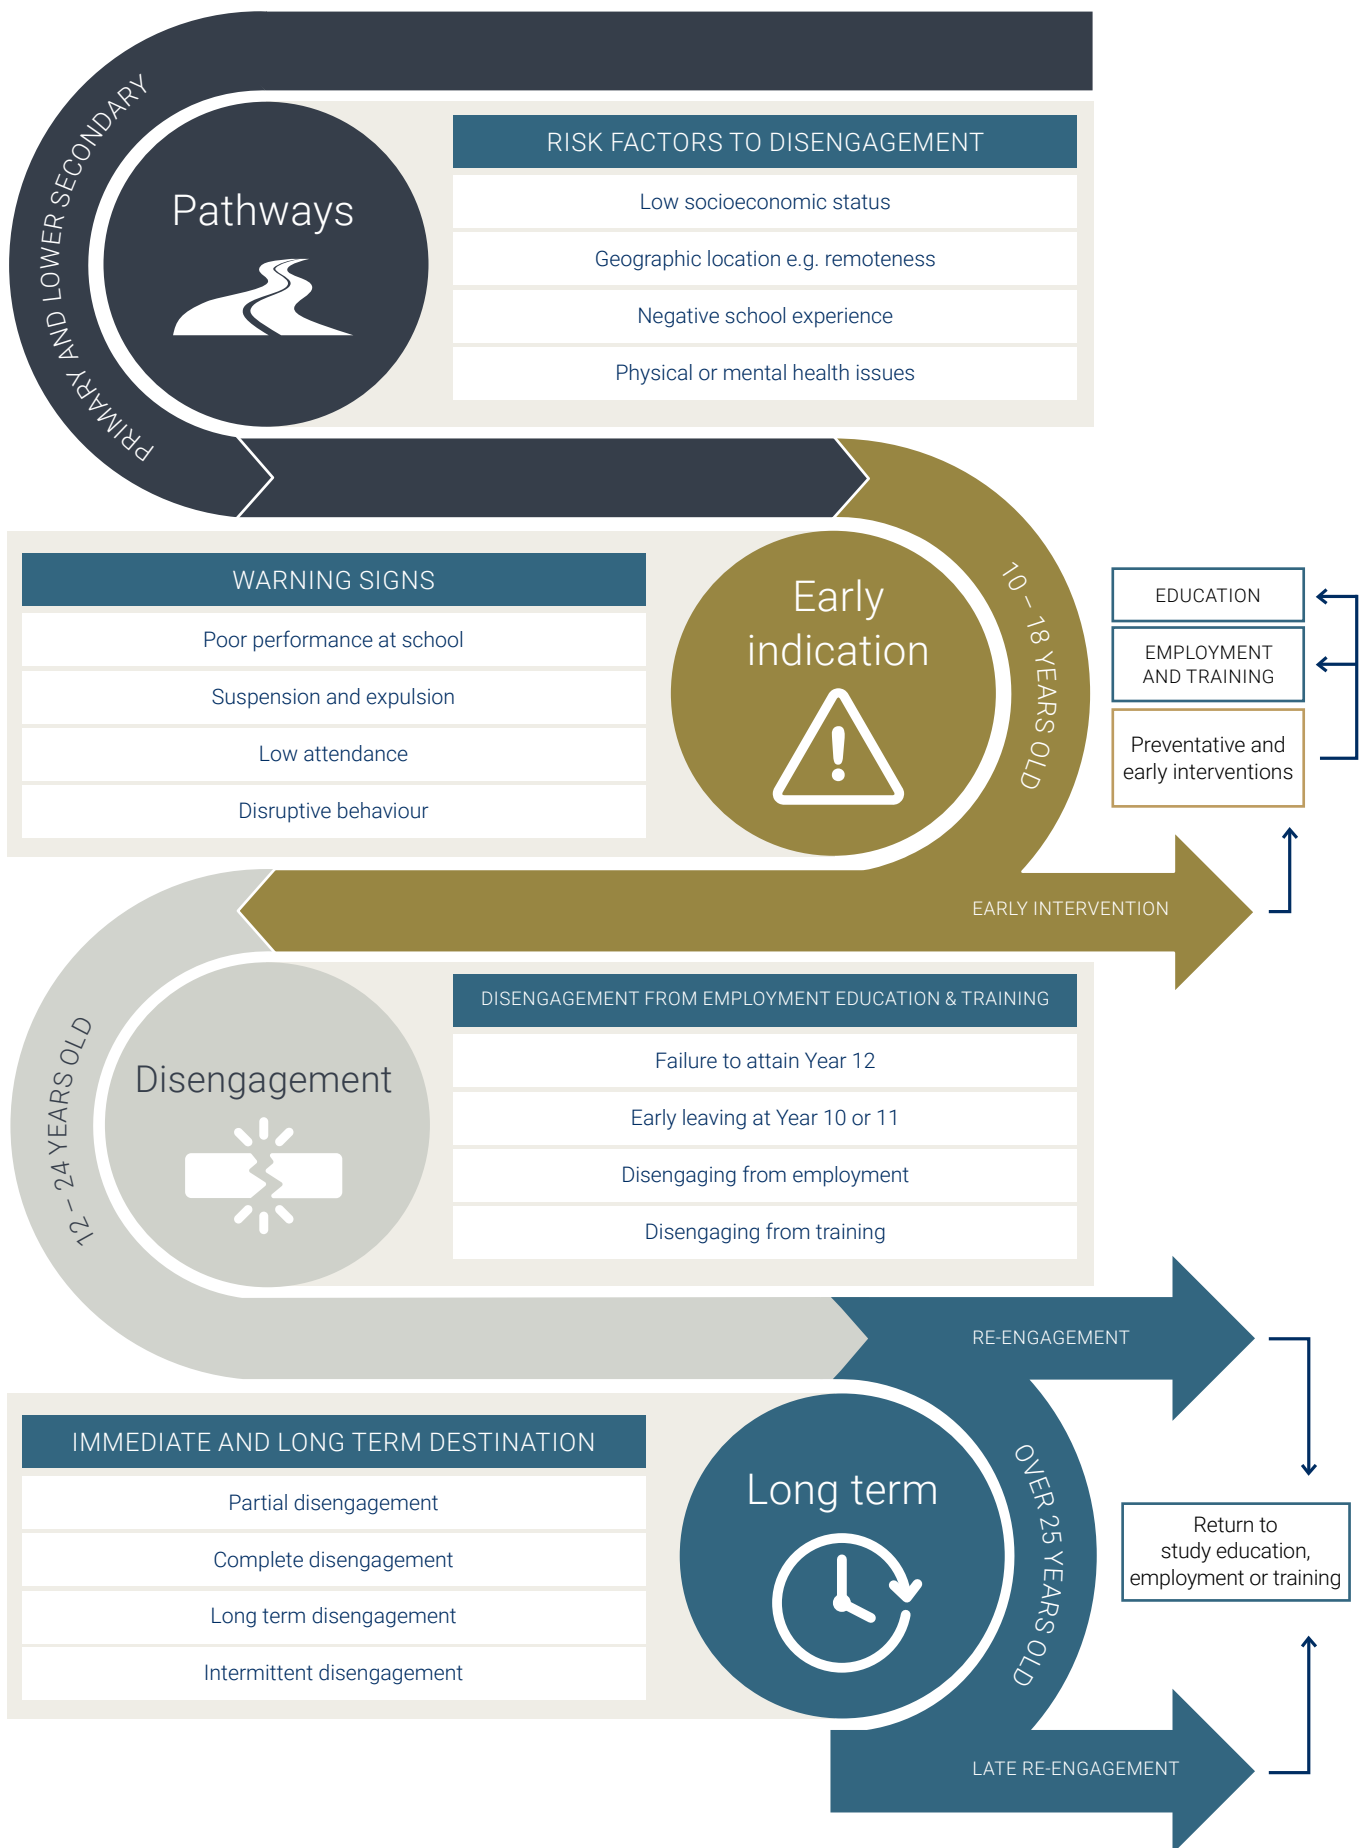 PRIMARY AND LOWER SECONDARY
Pathways
RISK FACTORS TO DISENGAGEMENT
Low socioeconomic status
Geographic location e.g. remoteness
Negative school experience
Physical or mental health issues
WARNING SIGNS
Poor performance at school
Suspension and expulsion
Low attendance
Disruptive behaviour
Early
indication
10 – 18 YEARS OLD
EDUCATION
EMPLOYMENT
AND TRAINING
Preventative and
early interventions
EARLY INTERVENTION
12 – 24 YEARS OLD
Disengagement
DISENGAGEMENT FROM EMPLOYMENT EDUCATION & TRAINING
Failure to attain Year 12
Early leaving at Year 10 or 11
Disengaging from employment
Disengaging from training
RE-ENGAGEMENT
IMMEDIATE AND LONG TERM DESTINATION
Partial disengagement
Complete disengagement
Long term disengagement
Intermittent disengagement
Long term
OVER 25 YEARS OLD
Return to
study education,
employment or training
LATE RE-ENGAGEMENT